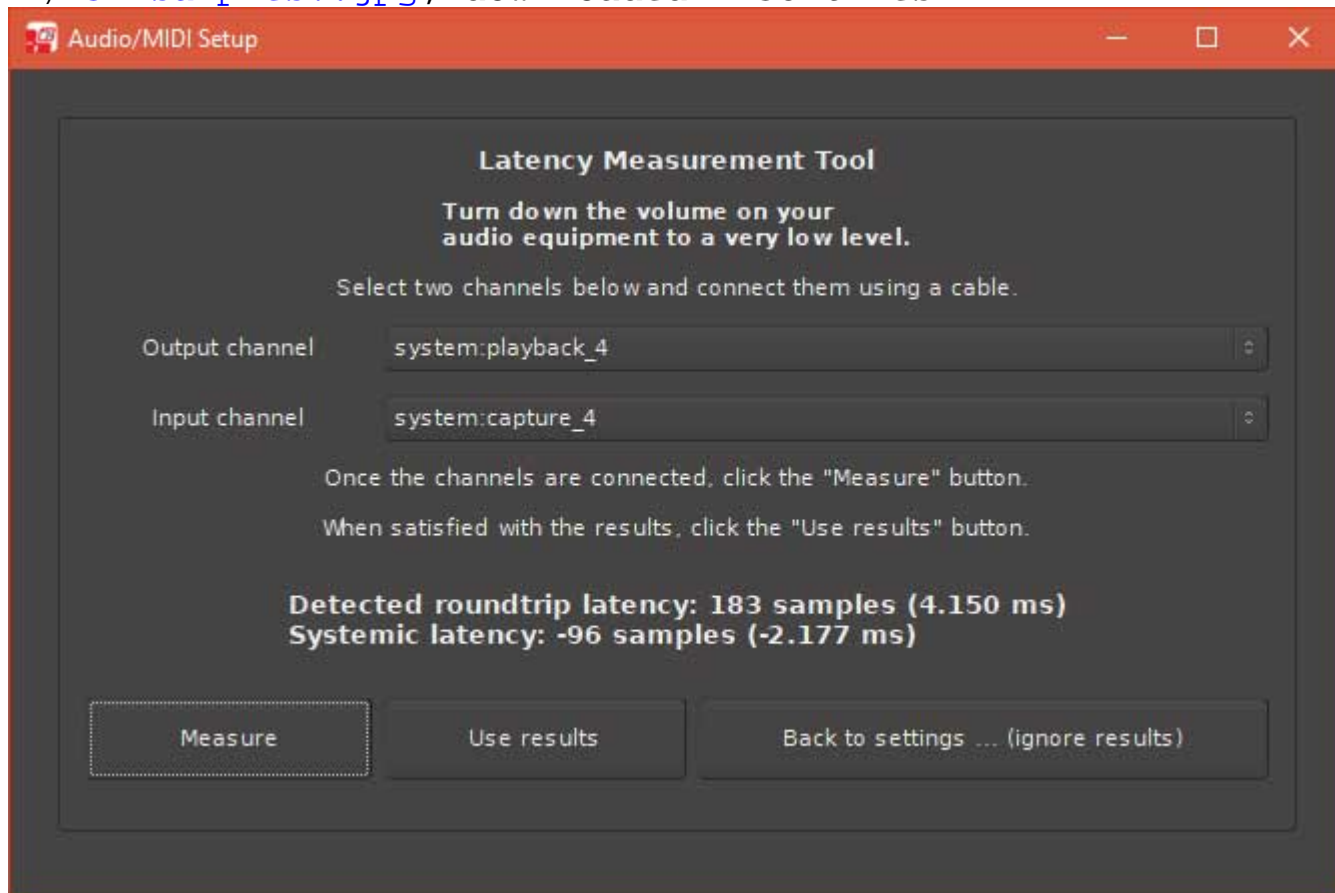 Audio/MIDI Setup
Latency Measurement Tool
Turn down the volume on your
audio equipment to a very low level.
Select two channels below and connect them using a cable.
Output channel system:playback_4
Input channel system:capture_4
Once the channels are connected, click the "Measure" button.
When satisfied with the results, click the "Use results" button.
Detected roundtrip latency: 183 samples (4.150 ms)
Systemic latency: -96 samples (-2.177 ms)
Measure Use results Back to settings ... (ignore results)